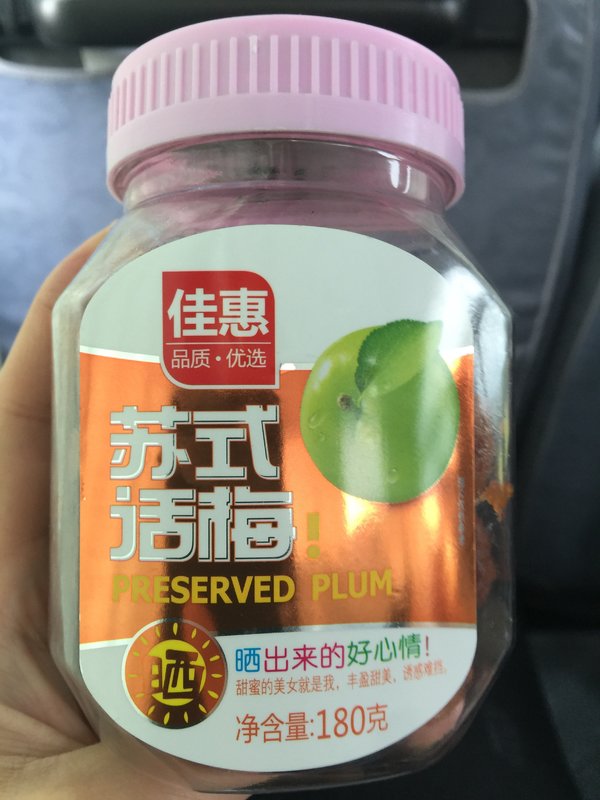 佳惠
品质·优选
苏式
话梅!
PRESERVED PLUM
晒
晒出来的好心情!
甜蜜的美女就是我，丰盈甜美，诱惑难挡。
净含量:180克